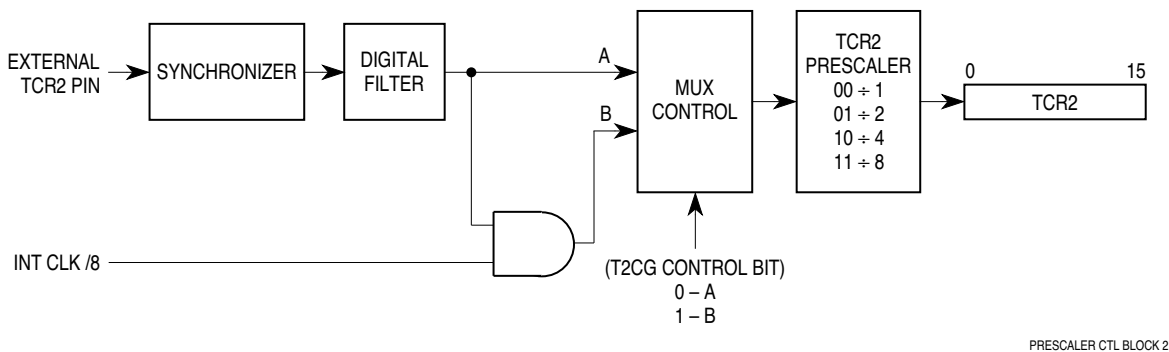 EXTERNAL
TCR2 PIN
SYNCHRONIZER
DIGITAL
FILTER
A
B
MUX
CONTROL
TCR2
PRESCALER
00 ÷ 1
01 ÷ 2
10 ÷ 4
11 ÷ 8
0 15
TCR2
INT CLK /8
(T2CG CONTROL BIT)
0 – A
1 – B
PRESCALER CTL BLOCK 2